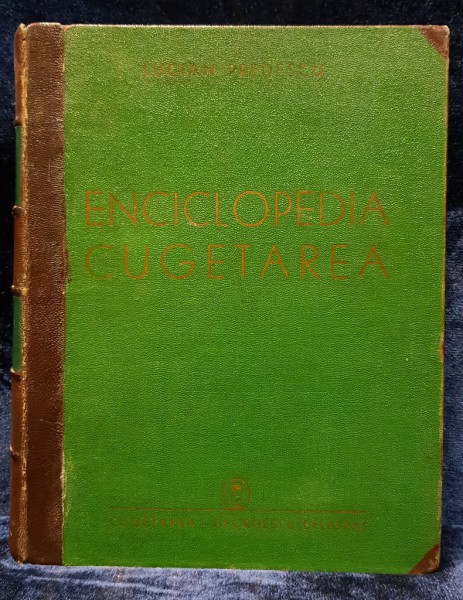 LUCIAN PREDESCU
ENCICLOPEDIA
CUGETAREA
CUGETAREA - GEORGESCU DELAFRAS